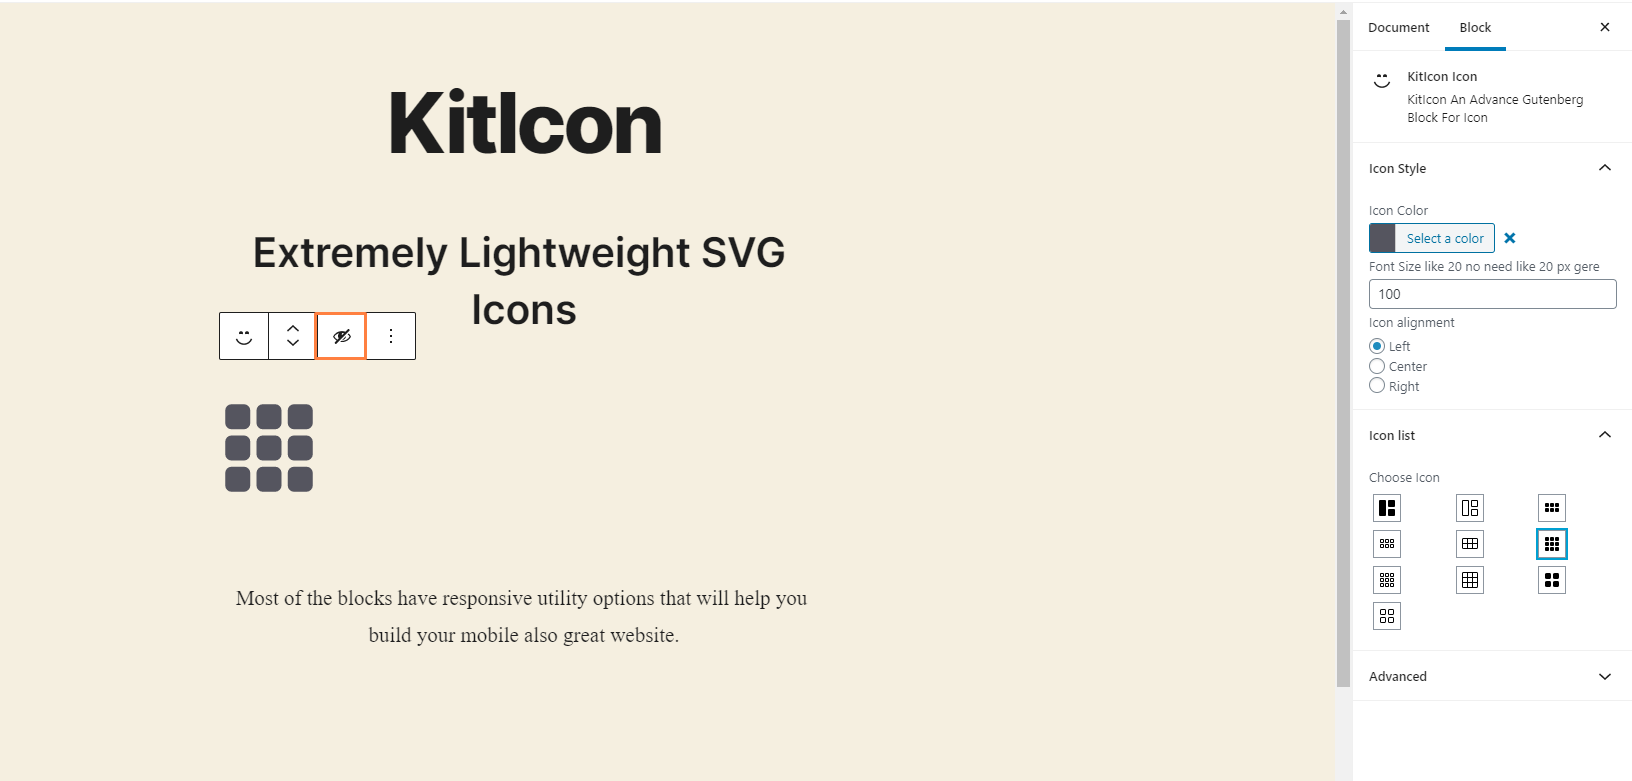 KitIcon
Extremely Lightweight SVG
Icons
Most of the blocks have responsive utility options that will help you
build your mobile also great website.
Document Block
KitIcon Icon
KitIcon An Advance Gutenberg
Block For Icon
Icon Style
Icon Color
Select a color
Font Size like 20 no need like 20 px gere
100
Icon alignment
Left
Center
Right
Icon list
Choose Icon
Advanced